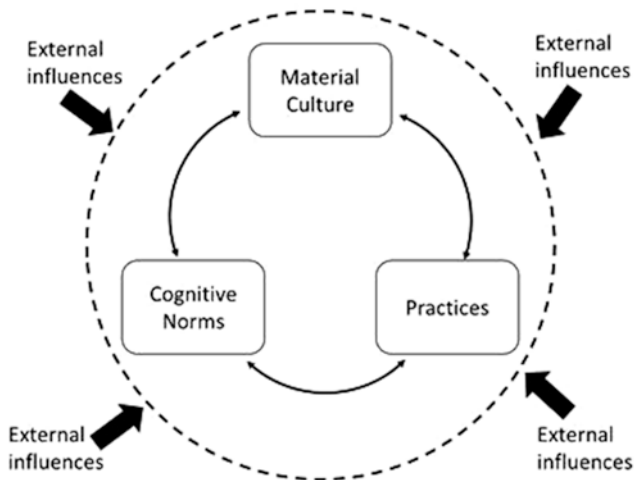 External
influences
External
influences
Material
Culture
Cognitive
Norms
Practices
External
influences
External
influences